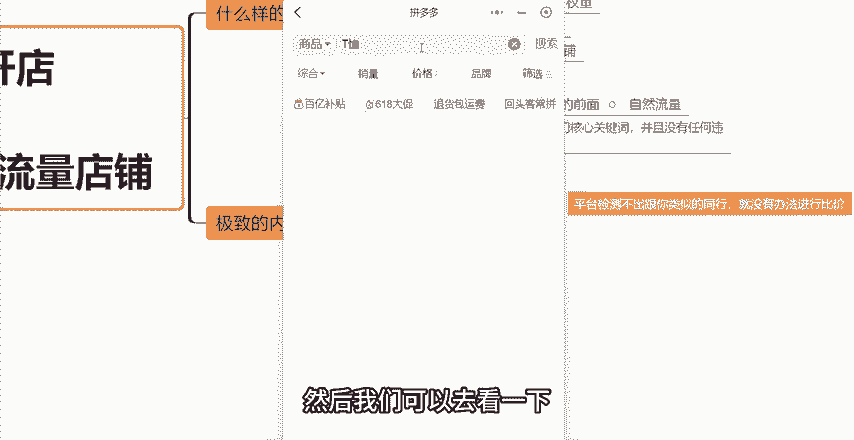 什么样的
开店
流量店铺
极致的内
拼多多
商品 T恤 搜索
综合 销量 价格 品牌 筛选
百亿补贴 618大促 退货包运费 回头客常拼
权重
铺
的前面 自然流量
的核心关键词，并且没有任何违
平台检测不出跟你类似的同行，就没有办法进行比价
然后我们可以去看一下